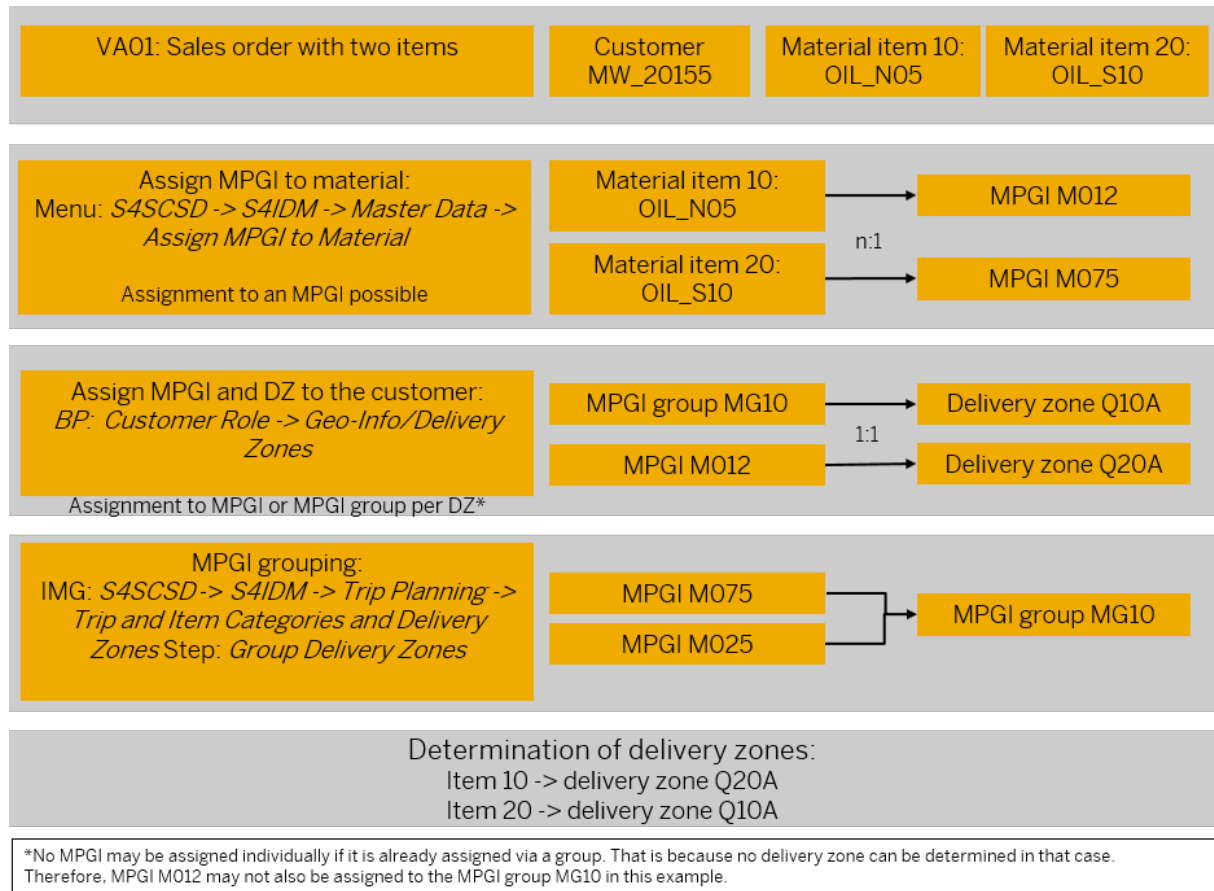 VA01: Sales order with two items
Customer
MW_20155
Material item 10:
OIL_N05
Material item 20:
OIL_S10
Assign MPGI to material:
Menu: S4SCSD -> S4IDM -> Master Data ->
Assign MPGI to Material
Assignment to an MPGI possible
Material item 10:
OIL_N05
MPGI M012
n:1
Material item 20:
OIL_S10
MPGI M075
Assign MPGI and DZ to the customer:
BP: Customer Role -> Geo-Info/Delivery
Zones
Assignment to MPGI or MPGI group per DZ*
MPGI group MG10
Delivery zone Q10A
1:1
MPGI M012
Delivery zone Q20A
MPGI grouping:
IMG: S4SCSD-> S4IDM -> Trip Planning ->
Trip and Item Categories and Delivery
Zones Step: Group Delivery Zones
MPGI M075
MPGI M025
MPGI group MG10
Determination of delivery zones:
Item 10 -> delivery zone Q20A
Item 20 -> delivery zone Q10A
*No MPGI may be assigned individually if it is already assigned via a group. That is because no delivery zone can be determined in that case.
Therefore, MPGI M012 may not also be assigned to the MPGI group MG10 in this example.